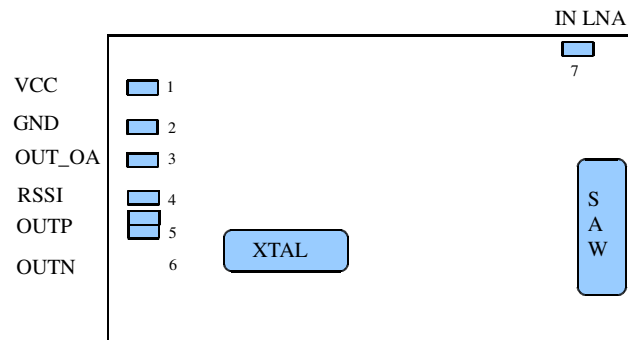 IN LNA
7
VCC 1
GND 2
OUT_OA 3
RSSI 4
OUTP 5
OUTN 6
XTAL
S
A
W